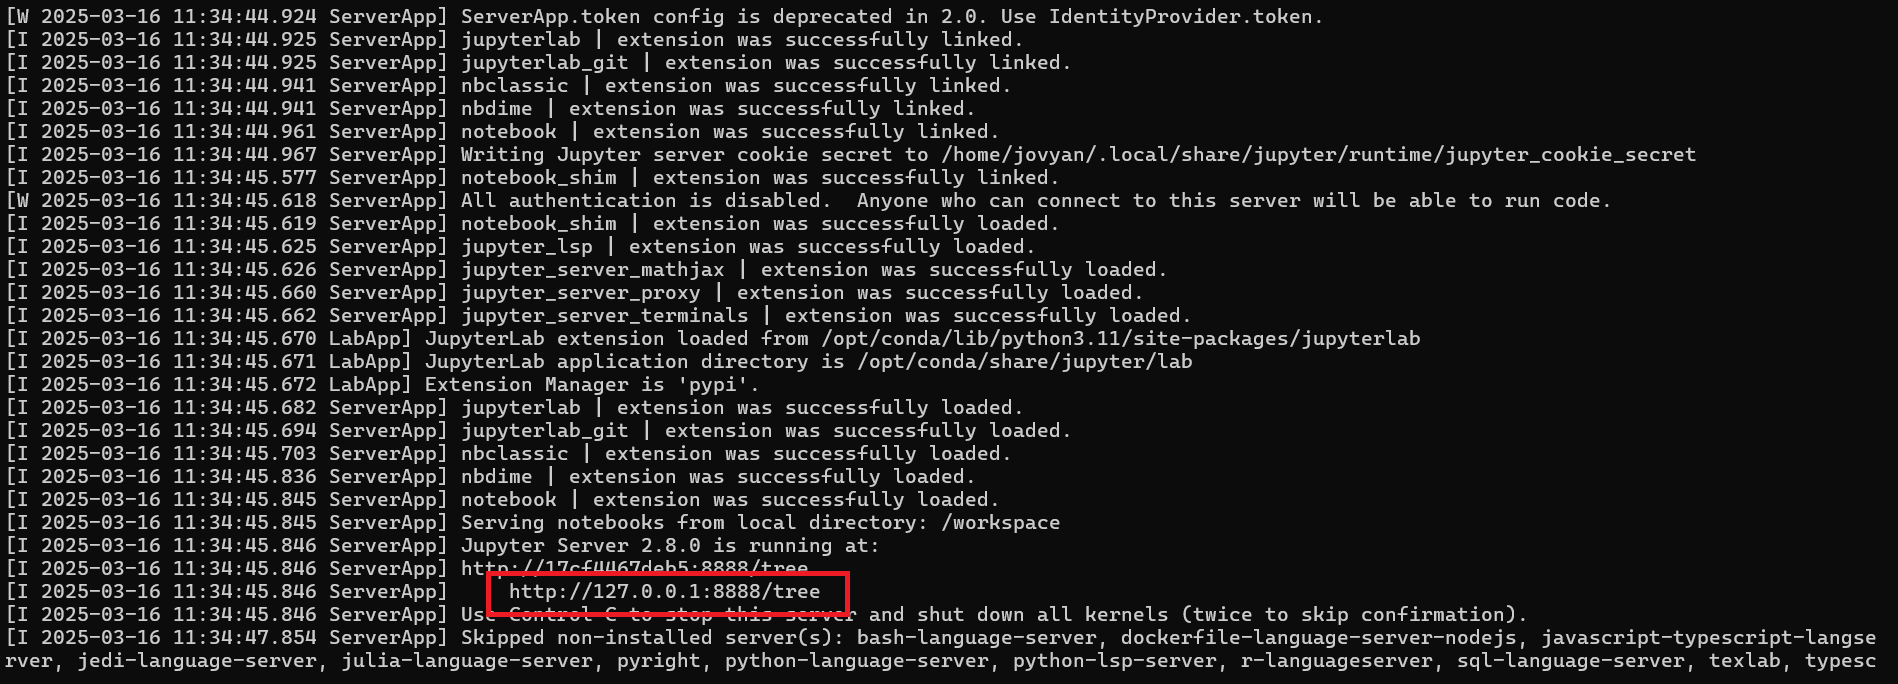 [W 2025-03-16 11:34:44.924 ServerApp] ServerApp.token config is deprecated in 2.0. Use IdentityProvider.token.
[I 2025-03-16 11:34:44.925 ServerApp] jupyterlab | extension was successfully linked.
[I 2025-03-16 11:34:44.925 ServerApp] jupyterlab_git | extension was successfully linked.
[I 2025-03-16 11:34:44.941 ServerApp] nbclassic | extension was successfully linked.
[I 2025-03-16 11:34:44.941 ServerApp] nbdime | extension was successfully linked.
[I 2025-03-16 11:34:44.961 ServerApp] notebook | extension was successfully linked.
[I 2025-03-16 11:34:44.967 ServerApp] Writing Jupyter server cookie secret to /home/jovyan/.local/share/jupyter/runtime/jupyter_cookie_secret
[I 2025-03-16 11:34:45.577 ServerApp] notebook_shim | extension was successfully linked.
[W 2025-03-16 11:34:45.618 ServerApp] All authentication is disabled.  Anyone who can connect to this server will be able to run code.
[I 2025-03-16 11:34:45.619 ServerApp] notebook_shim | extension was successfully loaded.
[I 2025-03-16 11:34:45.625 ServerApp] jupyter_lsp | extension was successfully loaded.
[I 2025-03-16 11:34:45.626 ServerApp] jupyter_server_mathjax | extension was successfully loaded.
[I 2025-03-16 11:34:45.660 ServerApp] jupyter_server_proxy | extension was successfully loaded.
[I 2025-03-16 11:34:45.662 ServerApp] jupyter_server_terminals | extension was successfully loaded.
[I 2025-03-16 11:34:45.670 LabApp] JupyterLab extension loaded from /opt/conda/lib/python3.11/site-packages/jupyterlab
[I 2025-03-16 11:34:45.671 LabApp] JupyterLab application directory is /opt/conda/share/jupyter/lab
[I 2025-03-16 11:34:45.672 LabApp] Extension Manager is 'pypi'.
[I 2025-03-16 11:34:45.682 ServerApp] jupyterlab | extension was successfully loaded.
[I 2025-03-16 11:34:45.694 ServerApp] jupyterlab_git | extension was successfully loaded.
[I 2025-03-16 11:34:45.703 ServerApp] nbclassic | extension was successfully loaded.
[I 2025-03-16 11:34:45.836 ServerApp] nbdime | extension was successfully loaded.
[I 2025-03-16 11:34:45.845 ServerApp] notebook | extension was successfully loaded.
[I 2025-03-16 11:34:45.845 ServerApp] Serving notebooks from local directory: /workspace
[I 2025-03-16 11:34:45.846 ServerApp] Jupyter Server 2.8.0 is running at:
[I 2025-03-16 11:34:45.846 ServerApp] http://17cf4467deb5:8888/tree
[I 2025-03-16 11:34:45.846 ServerApp]     http://127.0.0.1:8888/tree
[I 2025-03-16 11:34:45.846 ServerApp] Use Control-C to stop this server and shut down all kernels (twice to skip confirmation).
[I 2025-03-16 11:34:47.854 ServerApp] Skipped non-installed server(s): bash-language-server, dockerfile-language-server-nodejs, javascript-typescript-langse
rver, jedi-language-server, julia-language-server, pyright, python-language-server, python-lsp-server, r-languageserver, sql-language-server, texlab, typesc